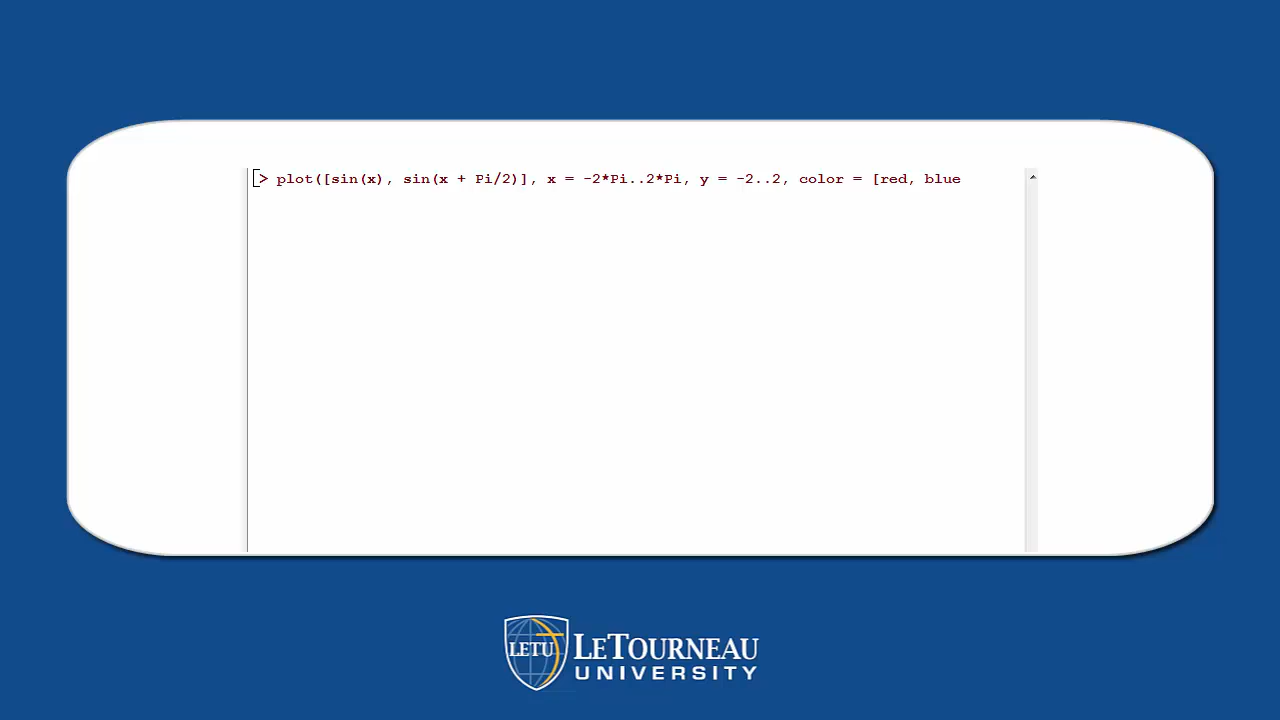 > plot([sin(x), sin(x + Pi/2)], x = -2*Pi..2*Pi, y = -2..2, color = [red, blue
LETU
LETOURNEAU
UNIVERSITY